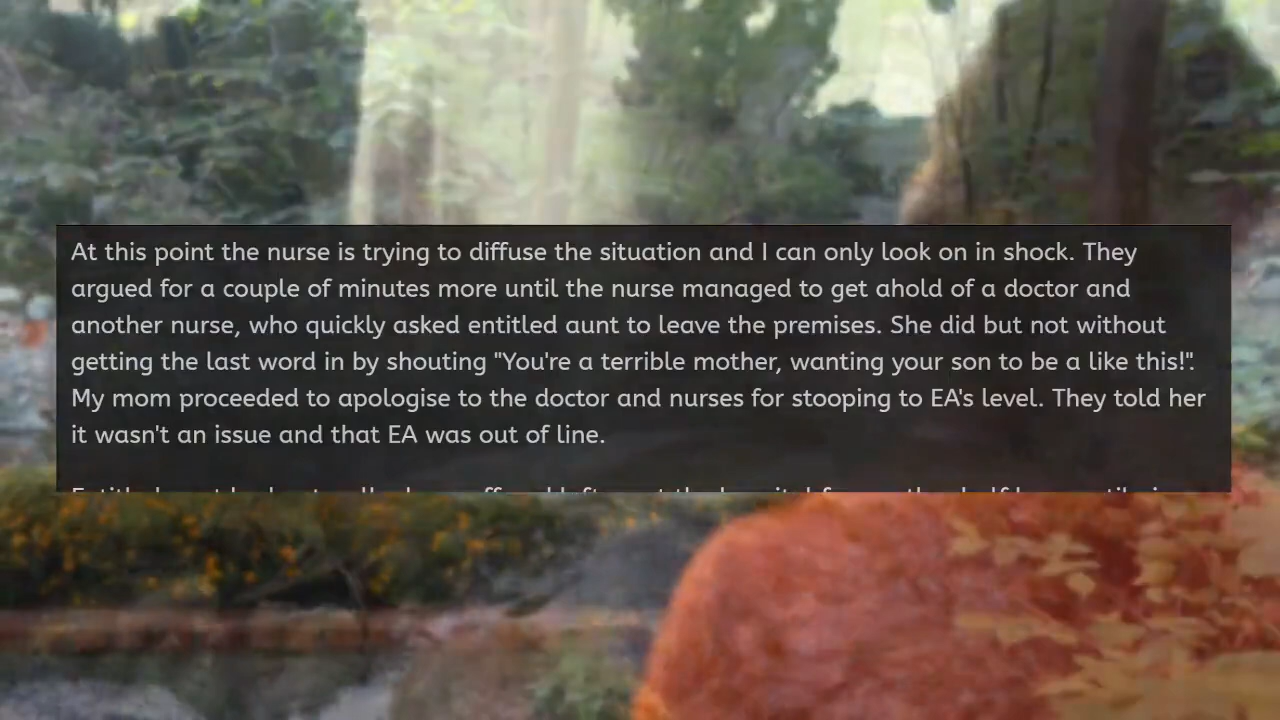 At this point the nurse is trying to diffuse the situation and I can only look on in shock. They
argued for a couple of minutes more until the nurse managed to get ahold of a doctor and
another nurse, who quickly asked entitled aunt to leave the premises. She did but not without
getting the last word in by shouting "You're a terrible mother, wanting your son to be a like this!".
My mom proceeded to apologise to the doctor and nurses for stooping to EA's level. They told her
it wasn't an issue and that EA was out of line.